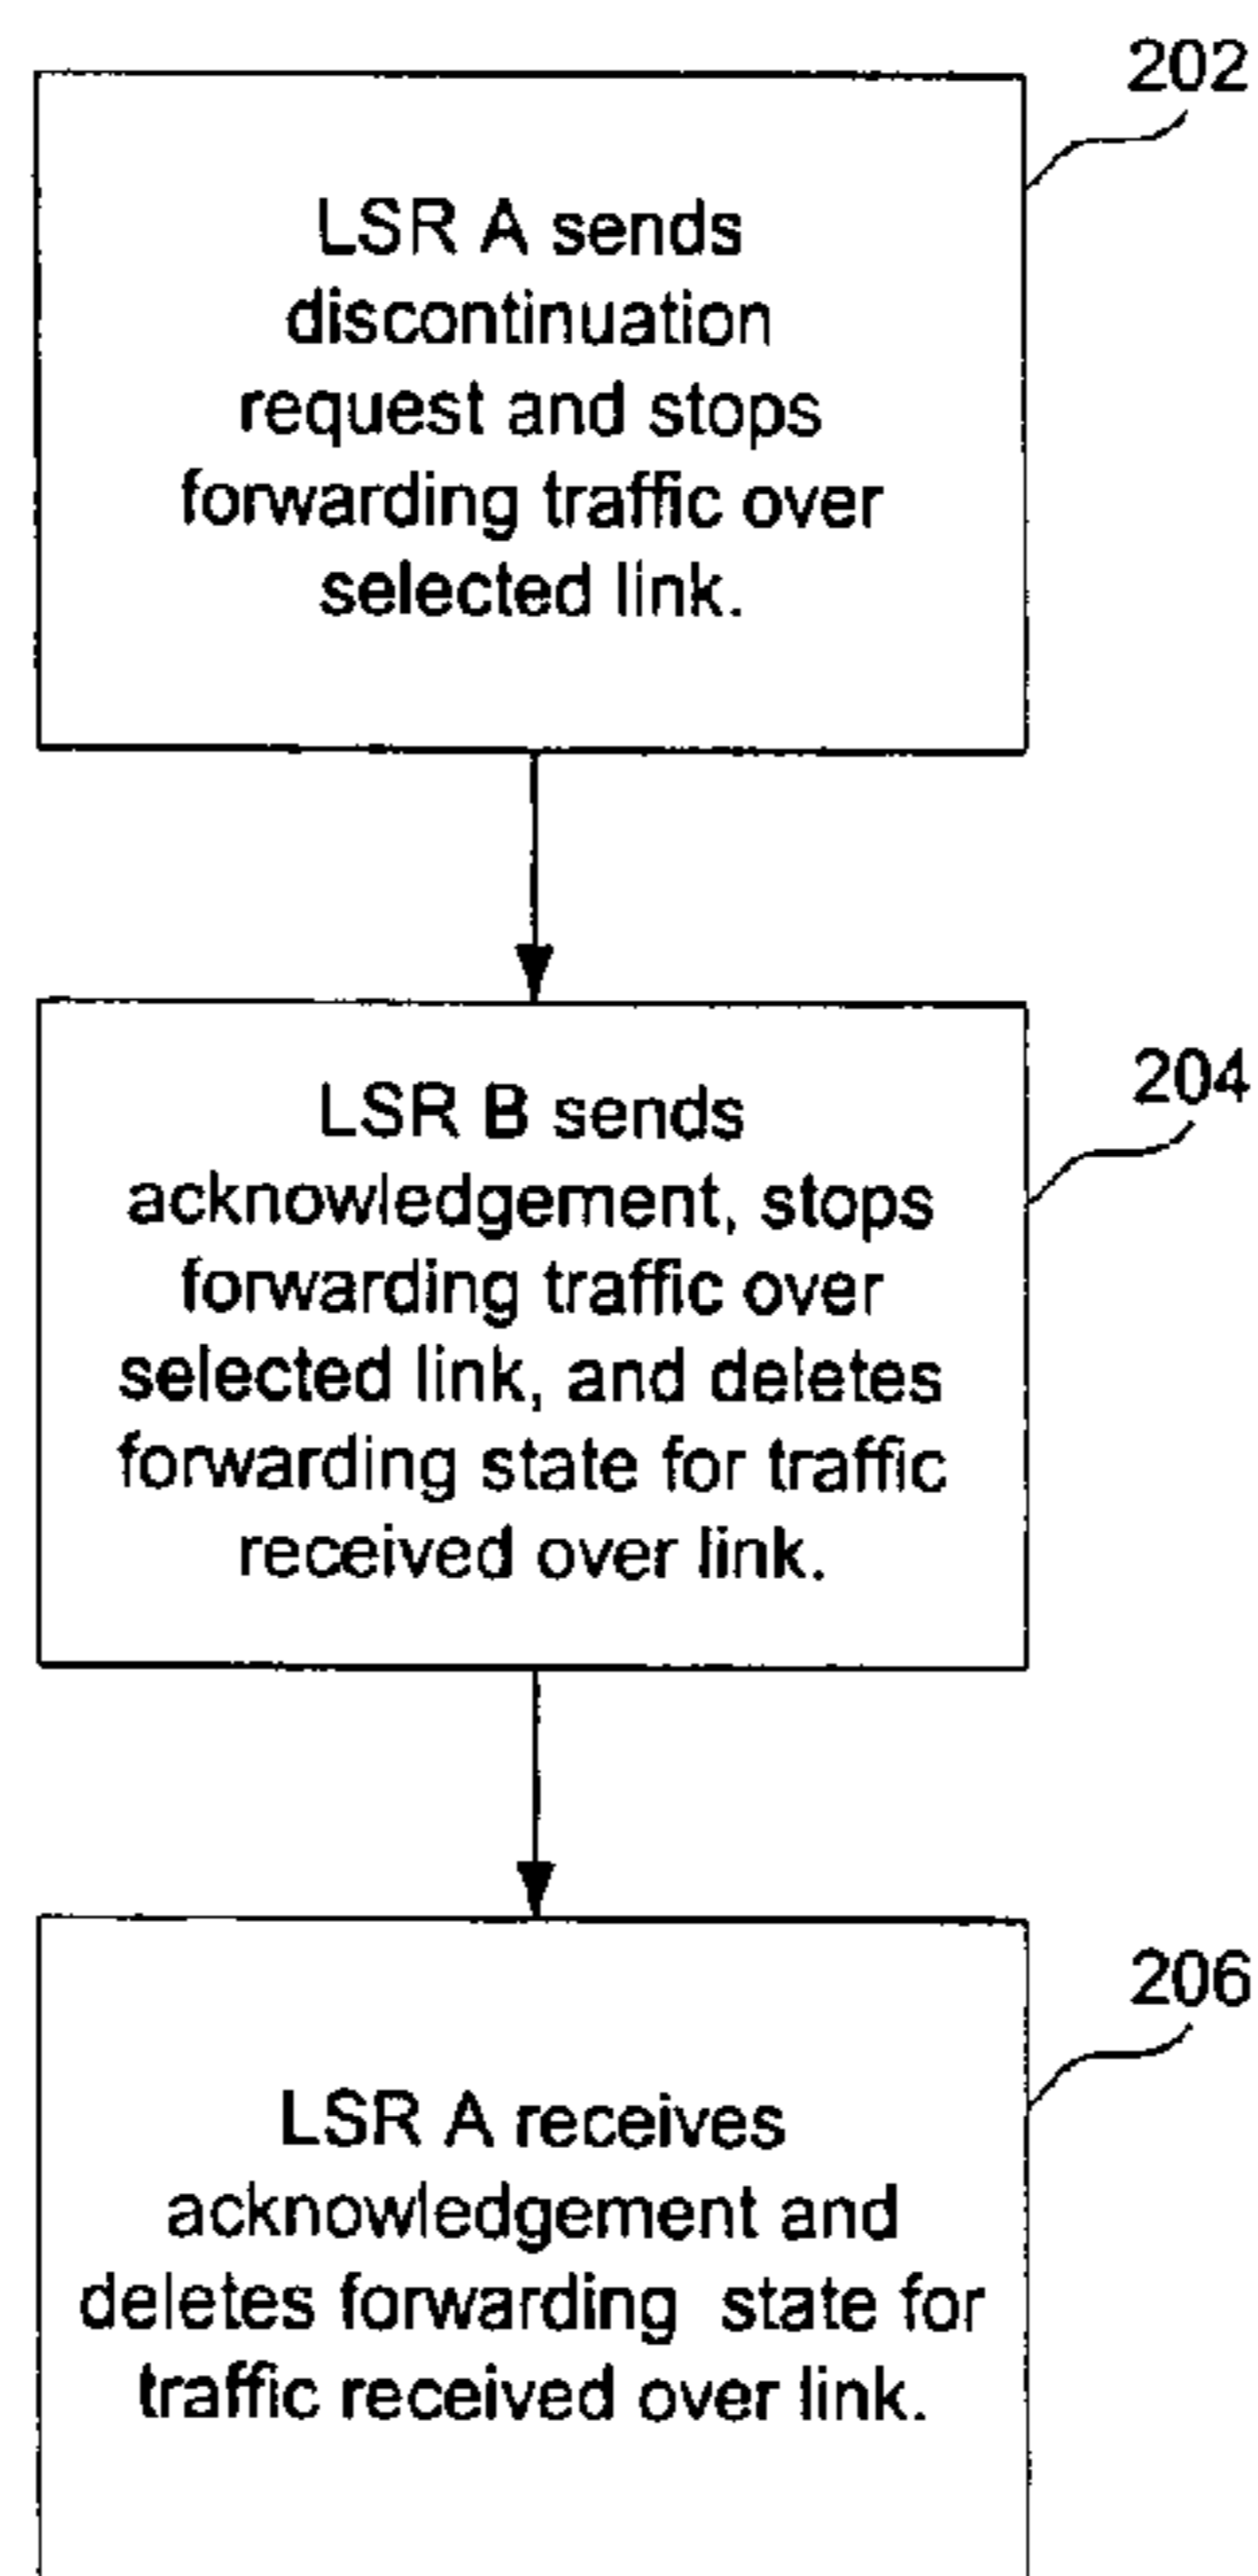 202
LSR A sends
discontinuation
request and stops
forwarding traffic over
selected link.
204
LSR B sends
acknowledgement, stops
forwarding traffic over
selected link, and deletes
forwarding state for traffic
received over link.
206
LSR A receives
acknowledgement and
deletes forwarding state for
traffic received over link.